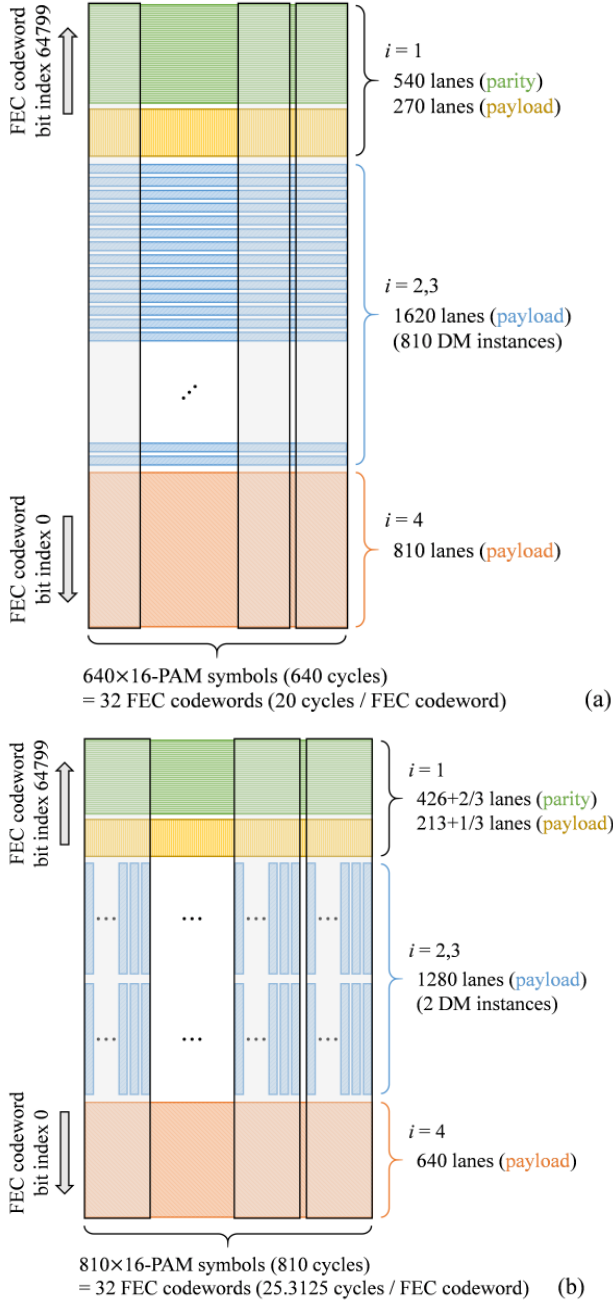 FEC codeword
bit index 64799
i = 1
540 lanes (parity)
270 lanes (payload)
i = 2,3
1620 lanes (payload)
(810 DM instances)
FEC codeword
bit index 0
i = 4
810 lanes (payload)
640×16-PAM symbols (640 cycles)
= 32 FEC codewords (20 cycles / FEC codeword)
(a)
FEC codeword
bit index 64799
i = 1
426+2/3 lanes (parity)
213+1/3 lanes (payload)
i = 2,3
1280 lanes (payload)
(2 DM instances)
FEC codeword
bit index 0
i = 4
640 lanes (payload)
810×16-PAM symbols (810 cycles)
= 32 FEC codewords (25.3125 cycles / FEC codeword)
(b)